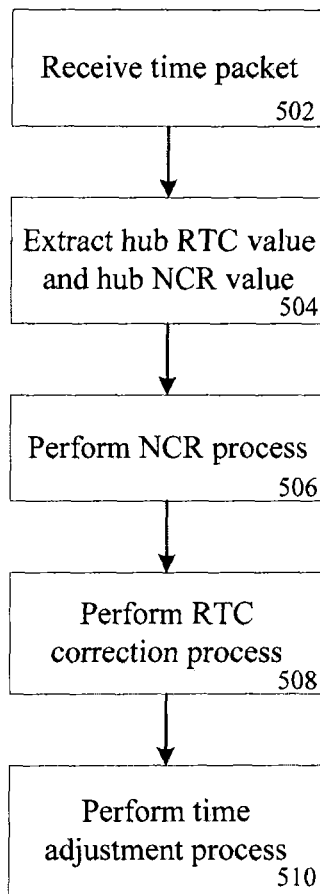 Receive time packet
502
Extract hub RTC value
and hub NCR value
504
Perform NCR process
506
Perform RTC
correction process
508
Perform time
adjustment process
510